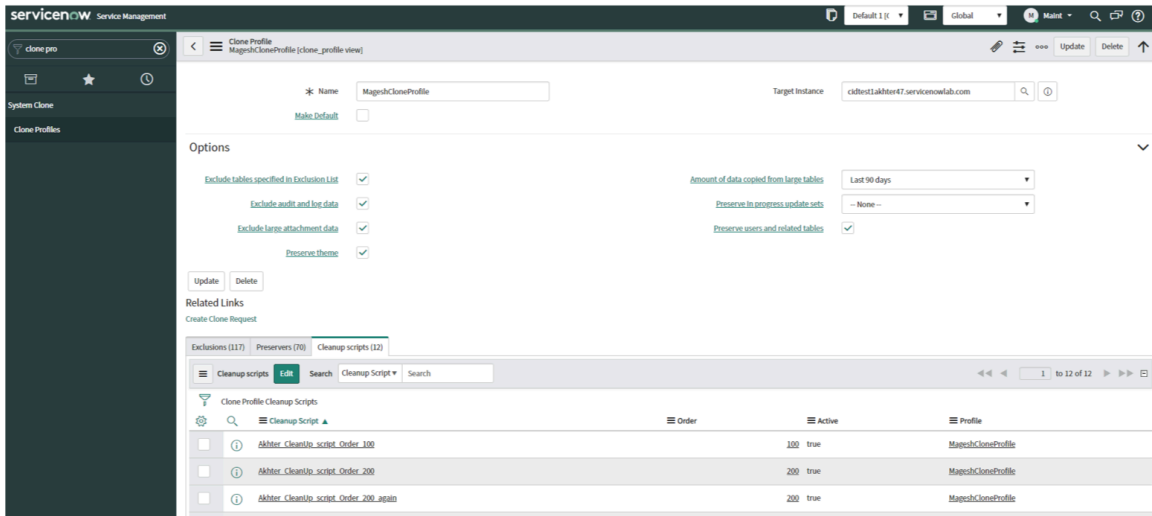 servicenow Service Management
Default 1 [(
Global
M Maint
clone pro
Clone Profile
MageshCloneProfile [clone_profile view]
Update Delete
System Clone
Clone Profiles
Name MageshCloneProfile
Target Instance cidtest1akhter47.servicenowlab.com
Make Default
Options
Exclude tables specified in Exclusion List
Amount of data copied from large tables Last 90 days
Exclude audit and log data
Preserve in progress update sets -- None --
Exclude large attachment data
Preserve users and related tables
Preserve theme
Update Delete
Related Links
Create Clone Request
Exclusions (117) Preservers (70) Cleanup scripts (12)
Cleanup scripts Edit Search Cleanup Script Search 1 to 12 of 12
Clone Profile Cleanup Scripts
Cleanup Script Order Active Profile
Akhter_CleanUp_script_Order_100 100 true MageshCloneProfile
Akhter_CleanUp_script_Order_200 200 true MageshCloneProfile
Akhter_CleanUp_script_Order_200_again 200 true MageshCloneProfile